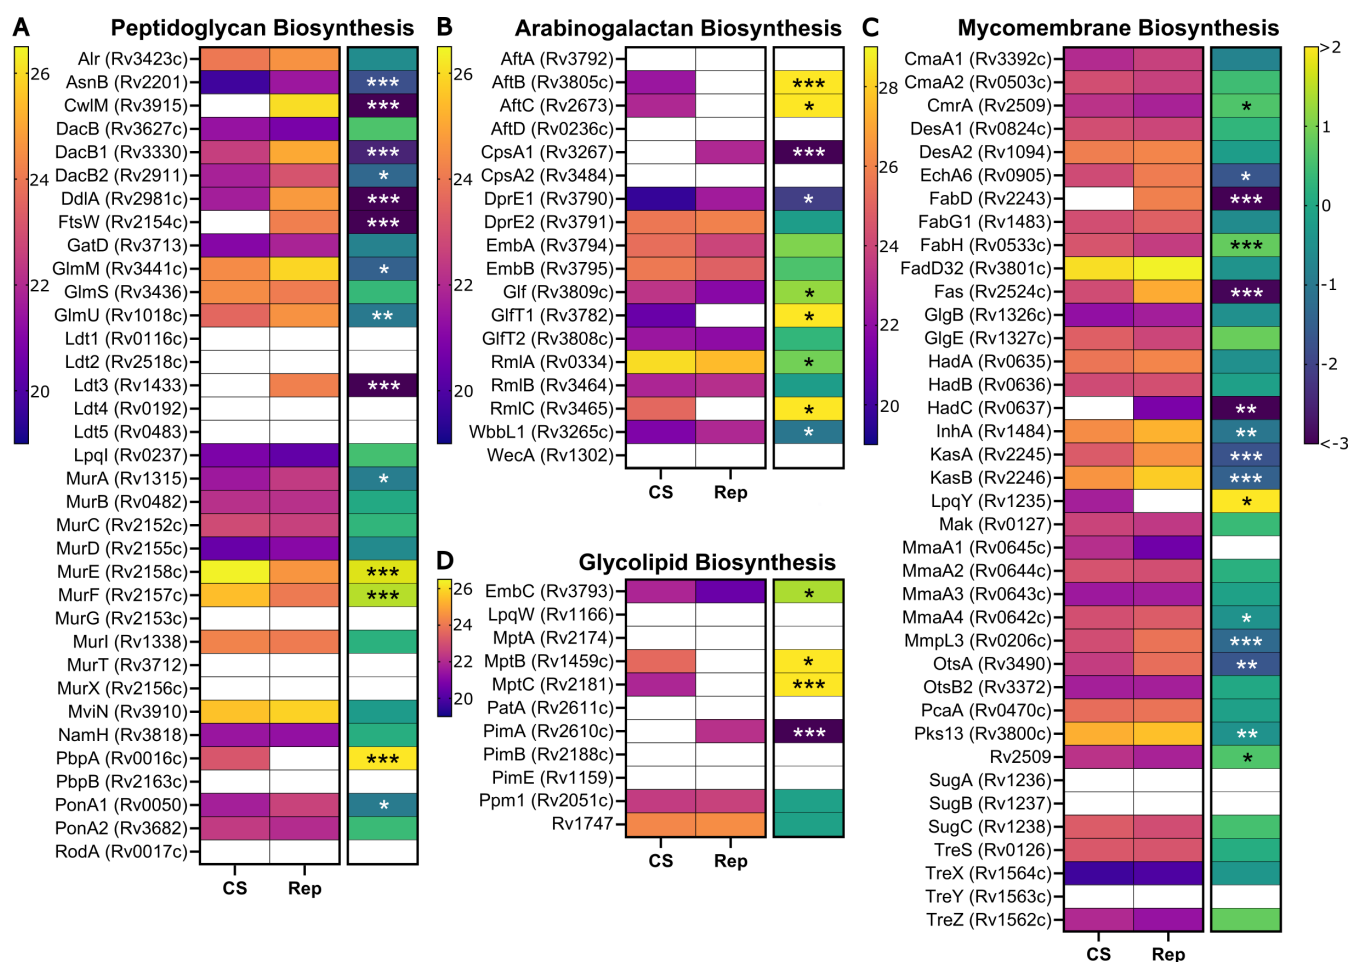 A
Peptidoglycan Biosynthesis
26
24
22
20
Alr (Rv3423c)
AsnB (Rv2201) ***
CwlM (Rv3915) ***
DacB (Rv3627c)
DacB1 (Rv3330) ***
DacB2 (Rv2911) *
DdlA (Rv2981c) ***
FtsW (Rv2154c) ***
GatD (Rv3713)
GlmM (Rv3441c) *
GlmS (Rv3436)
GlmU (Rv1018c) **
Ldt1 (Rv0116c)
Ldt2 (Rv2518c)
Ldt3 (Rv1433) ***
Ldt4 (Rv0192)
Ldt5 (Rv0483)
LpqI (Rv0237)
MurA (Rv1315) *
MurB (Rv0482)
MurC (Rv2152c)
MurD (Rv2155c)
MurE (Rv2158c) ***
MurF (Rv2157c) ***
MurG (Rv2153c)
MurI (Rv1338)
MurT (Rv3712)
MurX (Rv2156c)
MviN (Rv3910)
NamH (Rv3818)
PbpA (Rv0016c) ***
PbpB (Rv2163c)
PonA1 (Rv0050) *
PonA2 (Rv3682)
RodA (Rv0017c)
CS Rep
B
Arabinogalactan Biosynthesis
26
24
22
20
AftA (Rv3792)
AftB (Rv3805c) ***
AftC (Rv2673) *
AftD (Rv0236c)
CpsA1 (Rv3267) ***
CpsA2 (Rv3484)
DprE1 (Rv3790) *
DprE2 (Rv3791)
EmbA (Rv3794)
EmbB (Rv3795)
Glf (Rv3809c) *
GlfT1 (Rv3782) *
GlfT2 (Rv3808c)
RmlA (Rv0334) *
RmlB (Rv3464)
RmlC (Rv3465) *
WbbL1 (Rv3265c) *
WecA (Rv1302)
CS Rep
D
Glycolipid Biosynthesis
26
24
22
20
EmbC (Rv3793) *
LpqW (Rv1166)
MptA (Rv2174)
MptB (Rv1459c) *
MptC (Rv2181) ***
PatA (Rv2611c)
PimA (Rv2610c) ***
PimB (Rv2188c)
PimE (Rv1159)
Ppm1 (Rv2051c)
Rv1747
CS Rep
C
Mycomembrane Biosynthesis
28
26
24
22
20
CmaA1 (Rv3392c)
CmaA2 (Rv0503c)
CmrA (Rv2509) *
DesA1 (Rv0824c)
DesA2 (Rv1094)
EchA6 (Rv0905) *
FabD (Rv2243) ***
FabG1 (Rv1483)
FabH (Rv0533c) ***
FadD32 (Rv3801c)
Fas (Rv2524c) ***
GlgB (Rv1326c)
GlgE (Rv1327c)
HadA (Rv0635)
HadB (Rv0636)
HadC (Rv0637) **
InhA (Rv1484) **
KasA (Rv2245) ***
KasB (Rv2246) ***
LpqY (Rv1235) *
Mak (Rv0127)
MmaA1 (Rv0645c)
MmaA2 (Rv0644c)
MmaA3 (Rv0643c)
MmaA4 (Rv0642c) *
MmpL3 (Rv0206c) ***
OtsA (Rv3490) **
OtsB2 (Rv3372)
PcaA (Rv0470c)
Pks13 (Rv3800c) **
Rv2509 *
SugA (Rv1236)
SugB (Rv1237)
SugC (Rv1238)
TreS (Rv0126)
TreX (Rv1564c)
TreY (Rv1563c)
TreZ (Rv1562c)
CS Rep
>2
1
0
-1
-2
<-3